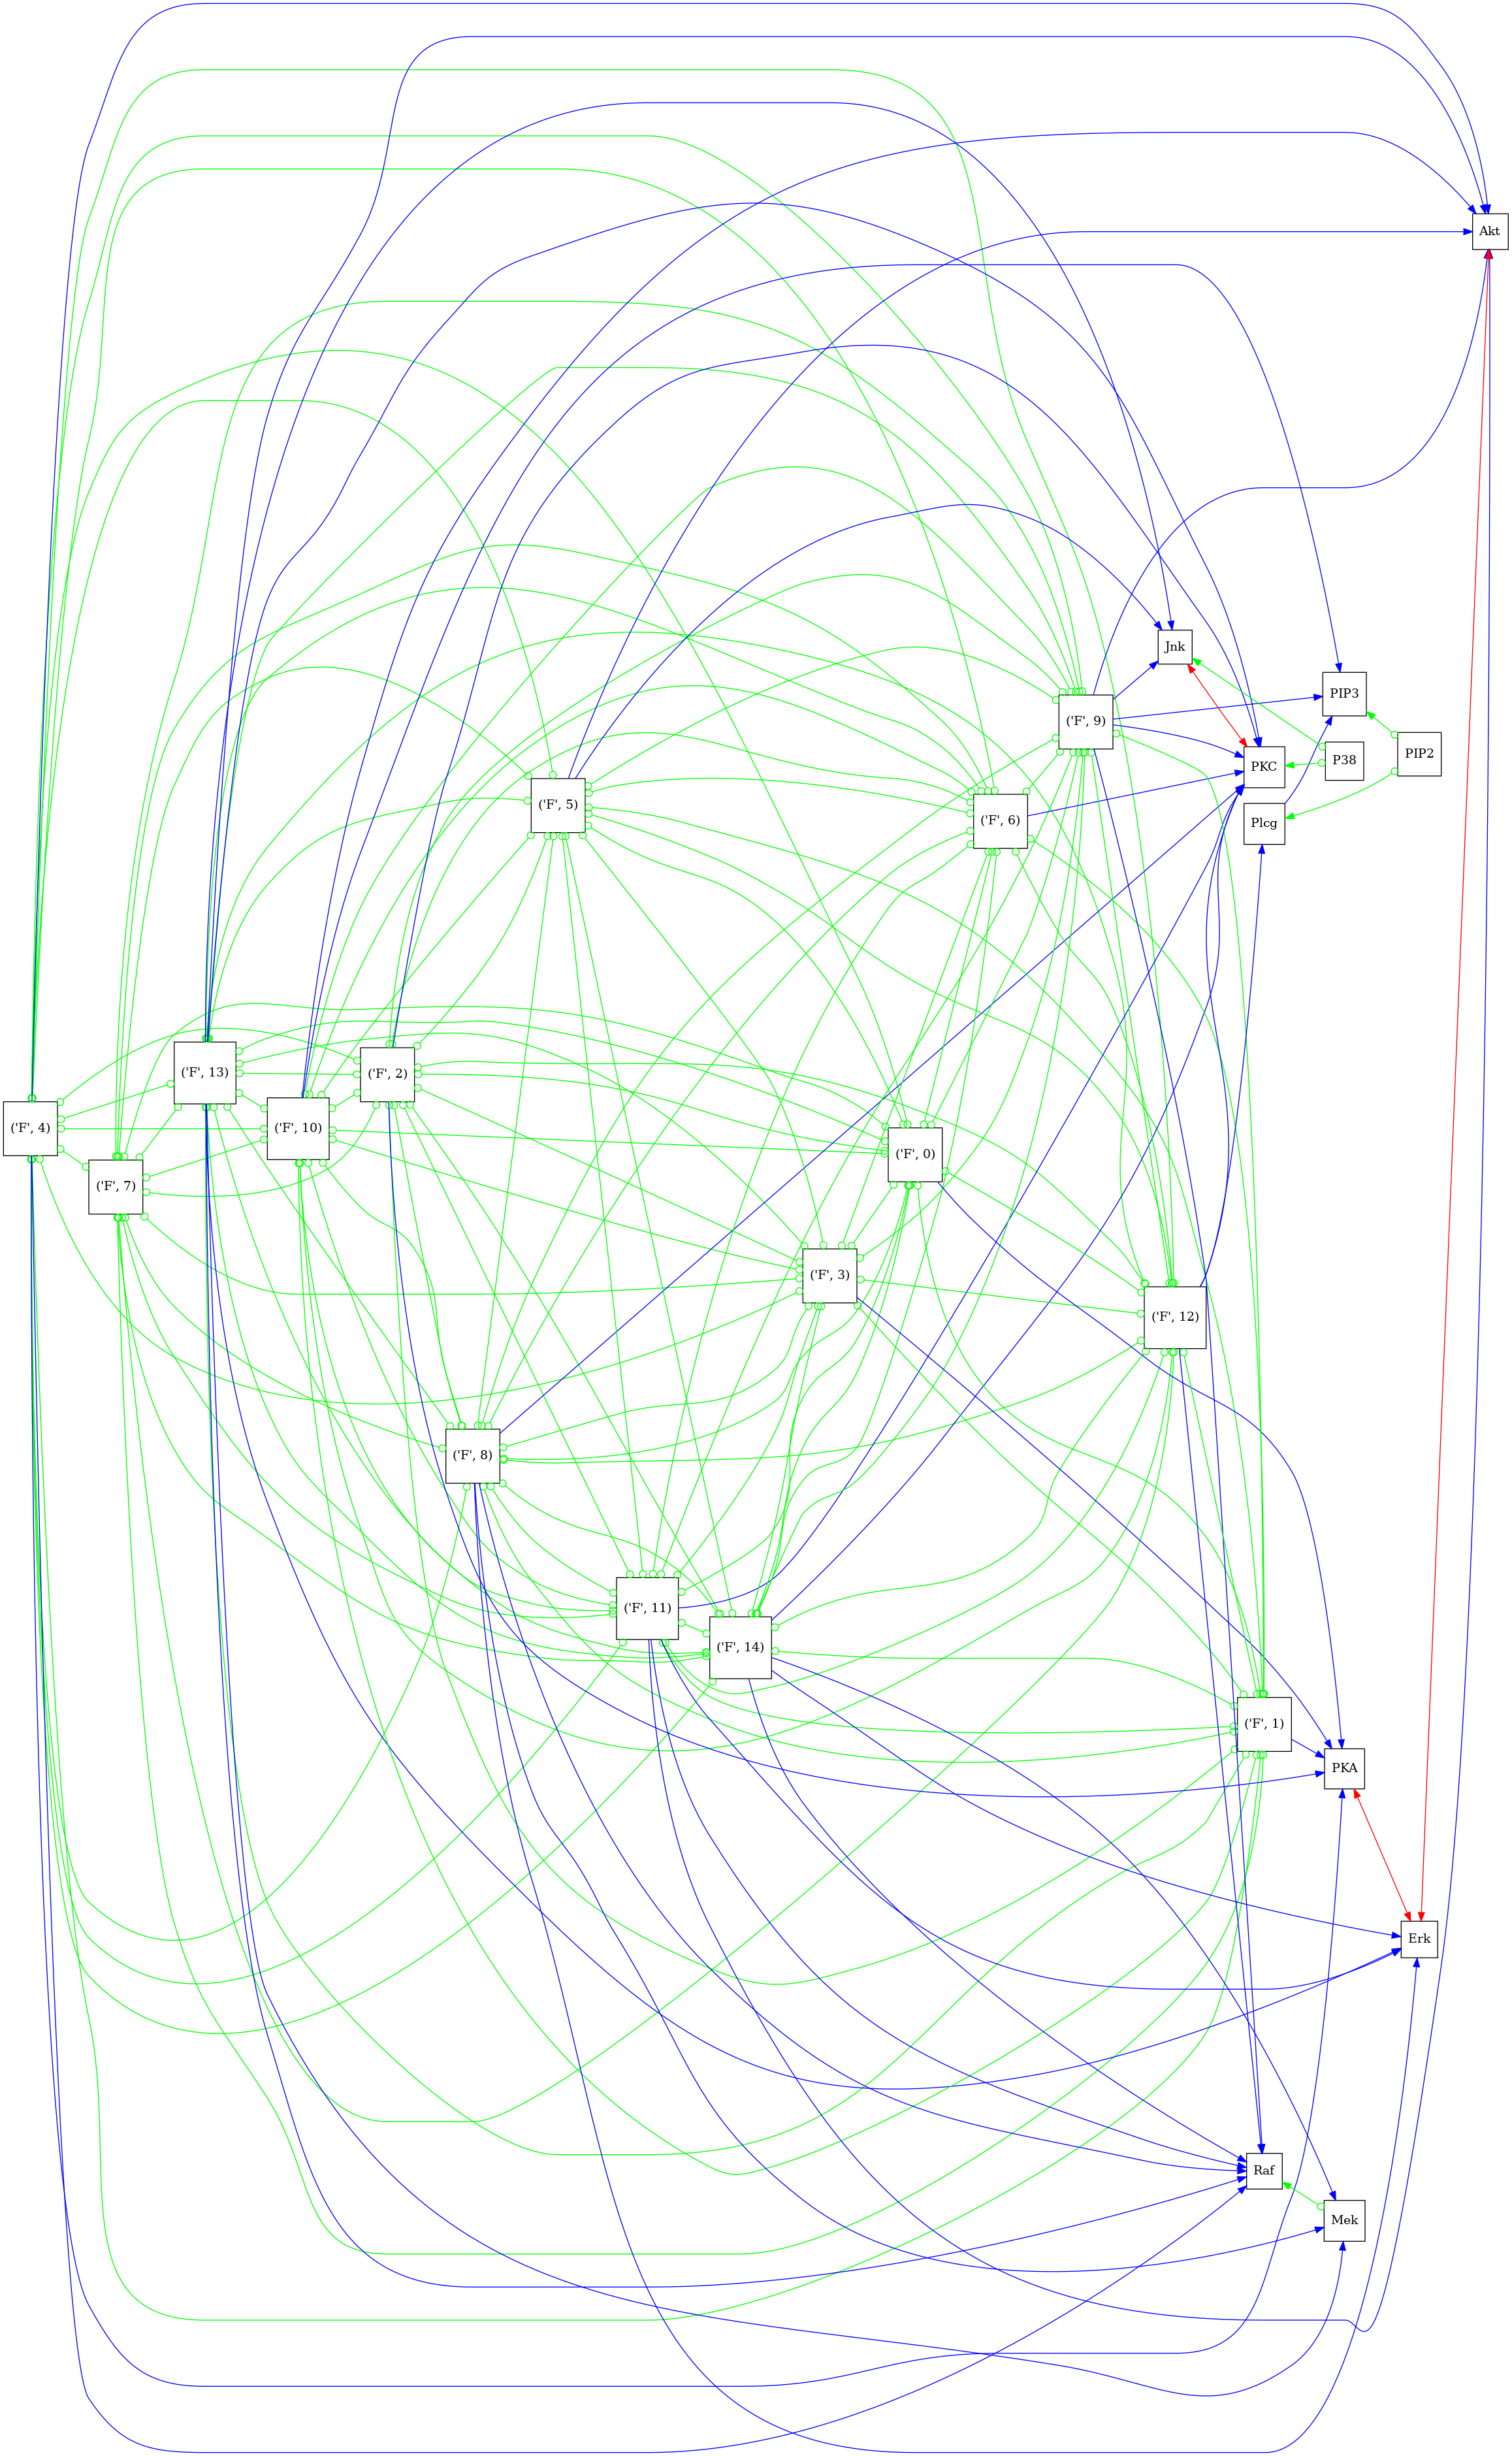 Akt
Jnk
PIP3
('F', 9)
PIP2
P38
PKC
('F', 5)
('F', 6)
Plcg
('F', 13)
('F', 2)
('F', 4)
('F', 10)
('F', 0)
('F', 7)
('F', 3)
('F', 12)
('F', 8)
('F', 11)
('F', 14)
('F', 1)
PKA
Erk
Raf
Mek